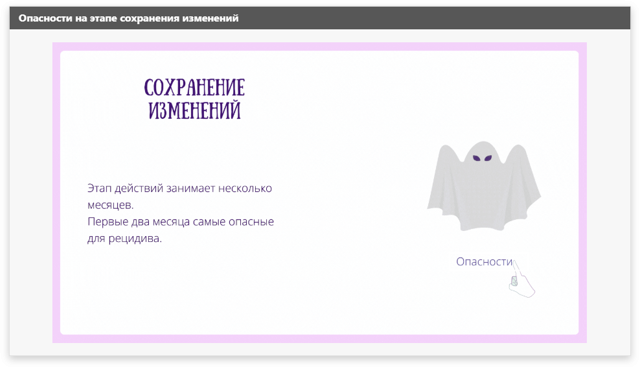 Опасности на этапе сохранения изменений
СОХРАНЕНИЕ
ИЗМЕНЕНИЙ
Этап действий занимает несколько
месяцев.
Первые два месяца самые опасные
для рецидива.
Опасности